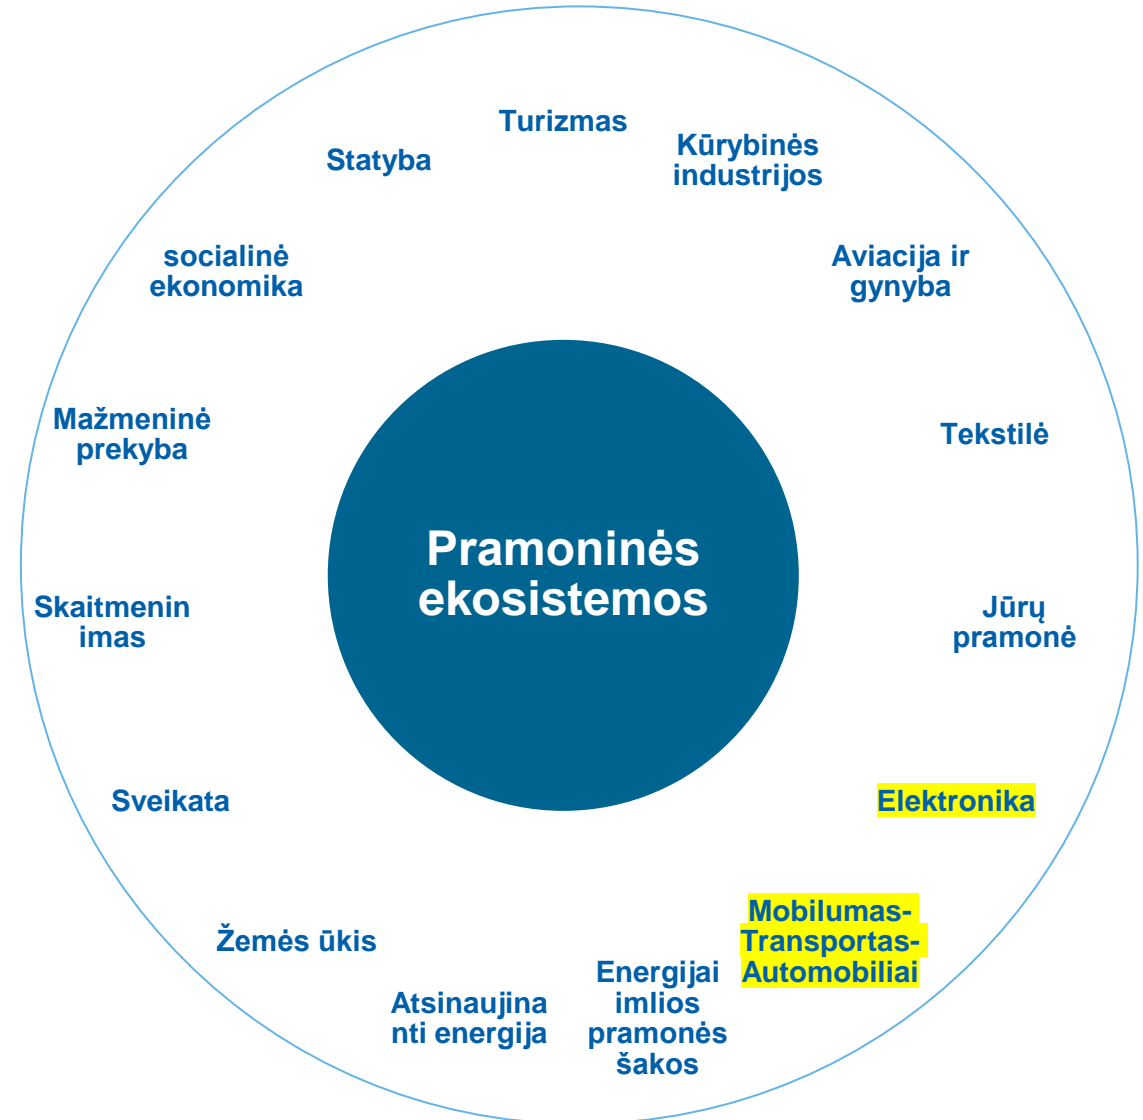 Turizmas
Kūrybinės
industrijos
Statyba
socialinė
ekonomika
Aviacija ir
gynyba
Mažmeninė
prekyba
Tekstilė
Pramoninės
ekosistemos
Skaitmenin
imas
Jūrų
pramonė
Sveikata
Elektronika
Žemės ūkis
Mobilumas-
Transportas-
Automobiliai
Atsinaujina
nti energija
Energijai
imlios
pramonės
šakos